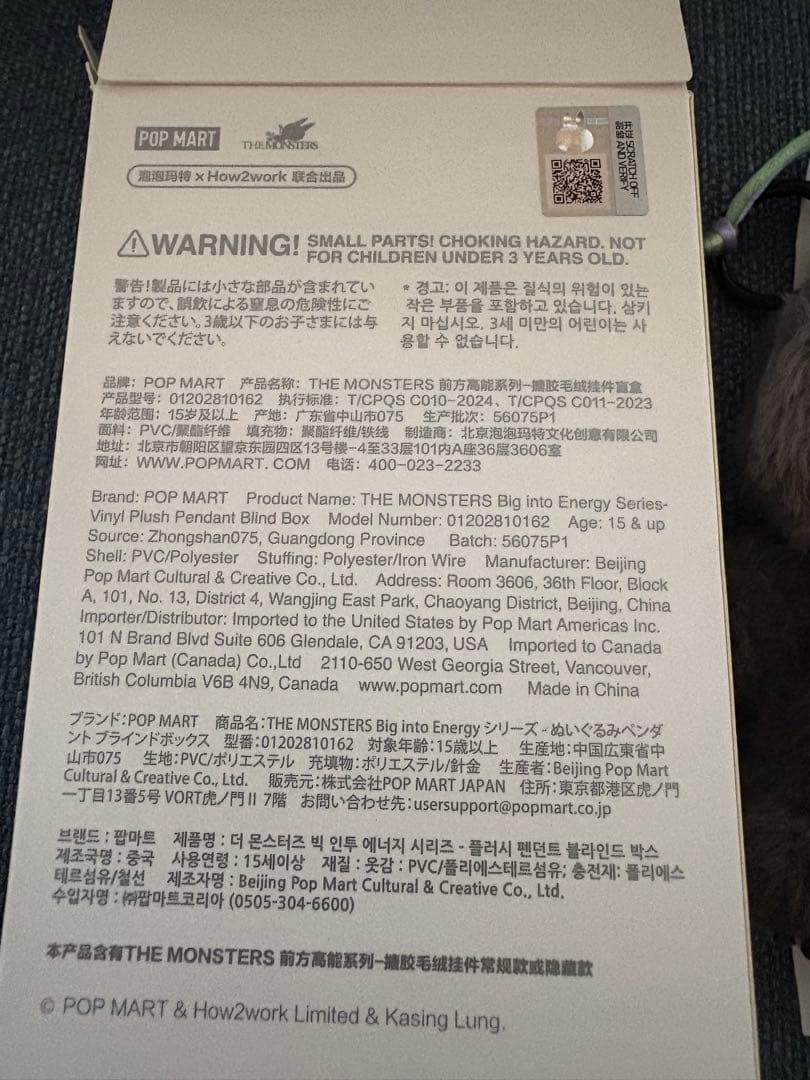 POP MART
THE MONSTERS
泡泡玛特 × How2work 联合出品
刮开验证 SCRATCH OFF AND VERIFY
WARNING! SMALL PARTS! CHOKING HAZARD. NOT
FOR CHILDREN UNDER 3 YEARS OLD.
警告!製品には小さな部品が含まれてい
ますので、誤飲による窒息の危険性にご
注意ください。3歳以下のお子さまには与
えないでください。
* 경고: 이 제품은 질식의 위험이 있는
작은 부품을 포함하고 있습니다. 삼키
지 마십시오. 3세 미만의 어린이는 사
용할 수 없습니다.
品牌：POP MART 产品名称：THE MONSTERS 前方高能系列-搪胶毛绒挂件盲盒
产品型号：01202810162 执行标准：T/CPQS C010-2024、T/CPQS C011-2023
年龄范围：15岁及以上 产地：广东省中山市075 生产批次：56075P1
面料：PVC/聚酯纤维 填充物：聚酯纤维/铁线 制造商：北京泡泡玛特文化创意有限公司
地址：北京市朝阳区望京东园四区13号楼-4至33层101内A座36层3606室
网址：WWW.POPMART.COM 电话：400-023-2233
Brand: POP MART Product Name: THE MONSTERS Big into Energy Series-
Vinyl Plush Pendant Blind Box Model Number: 01202810162 Age: 15 & up
Source: Zhongshan075, Guangdong Province Batch: 56075P1
Shell: PVC/Polyester Stuffing: Polyester/Iron Wire Manufacturer: Beijing
Pop Mart Cultural & Creative Co., Ltd. Address: Room 3606, 36th Floor, Block
A, 101, No. 13, District 4, Wangjing East Park, Chaoyang District, Beijing, China
Importer/Distributor: Imported to the United States by Pop Mart Americas Inc.
101 N Brand Blvd Suite 606 Glendale, CA 91203, USA Imported to Canada
by Pop Mart (Canada) Co.,Ltd 2110-650 West Georgia Street, Vancouver,
British Columbia V6B 4N9, Canada www.popmart.com Made in China
ブランド:POP MART 商品名:THE MONSTERS Big into Energy シリーズ - ぬいぐるみペンダ
ント ブラインドボックス 型番:01202810162 対象年齢:15歳以上 生産地:中国広東省中
山市075 生地:PVC/ポリエステル 充填物:ポリエステル/針金 生産者:Beijing Pop Mart
Cultural & Creative Co., Ltd. 販売元:株式会社POP MART JAPAN 住所:東京都港区虎ノ門
一丁目13番5号 VORT虎ノ門Ⅱ 7階 お問い合わせ先:usersupport@popmart.co.jp
브랜드 : 팝마트 제품명 : 더 몬스터즈 빅 인투 에너지 시리즈 - 플러시 펜던트 블라인드 박스
제조국명 : 중국 사용연령 : 15세이상 재질 : 옷감 : PVC/폴리에스테르섬유; 충전재: 폴리에스
테르섬유/철선 제조자명 : Beijing Pop Mart Cultural & Creative Co., Ltd.
수입자명 : ㈜팝마트코리아 (0505-304-6600)
本产品含有THE MONSTERS 前方高能系列-搪胶毛绒挂件常规款或隐藏款
© POP MART & How2work Limited & Kasing Lung.